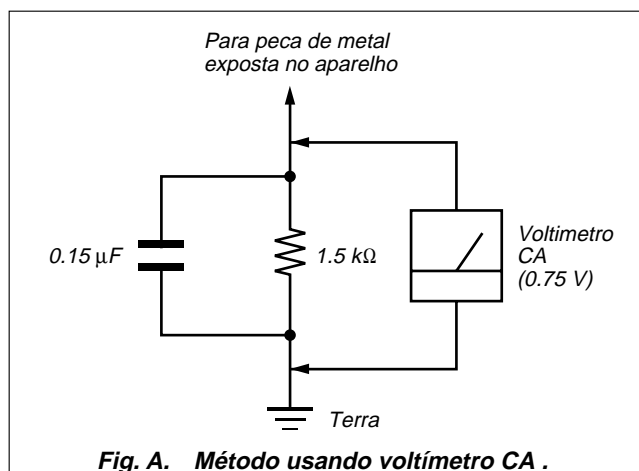 Para peca de metal
exposta no aparelho
0.15 μF
1.5 kΩ
Voltimetro
CA
(0.75 V)
Terra
Fig. A. Método usando voltímetro CA .